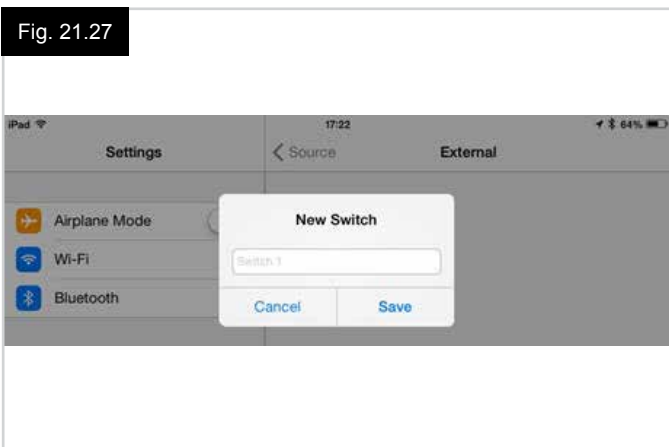 Fig. 21.27
iPad 17:22 64%
Settings
Source External
New Switch
Airplane Mode
Switch 1
Wi-Fi
Bluetooth
Cancel Save